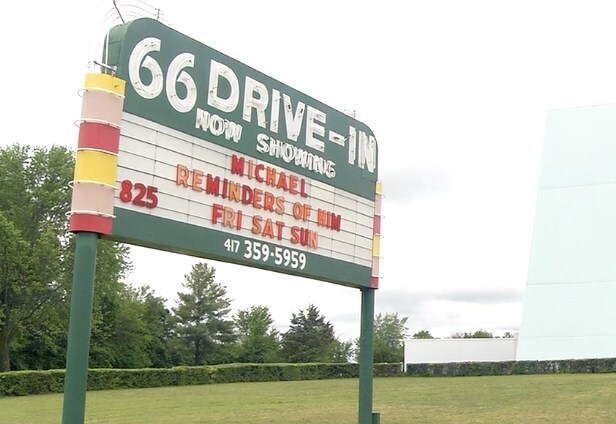 66 DRIVE-IN
NOW SHOWING
MICHAEL
825 REMINDERS OF HIM
FRI SAT SUN
417 359-5959